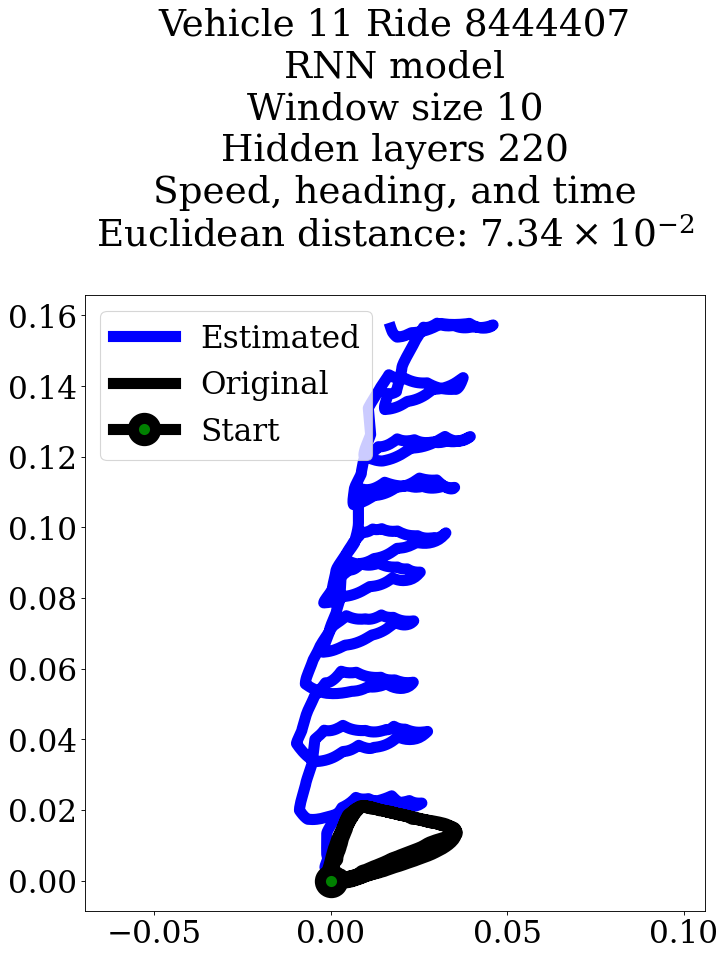 Vehicle 11 Ride 8444407
RNN model
Window size 10
Hidden layers 220
Speed, heading, and time
Euclidean distance: 7.34 × 10⁻²
0.16
0.14
0.12
0.10
0.08
0.06
0.04
0.02
0.00
Estimated
Original
Start
−0.05 0.00 0.05 0.10